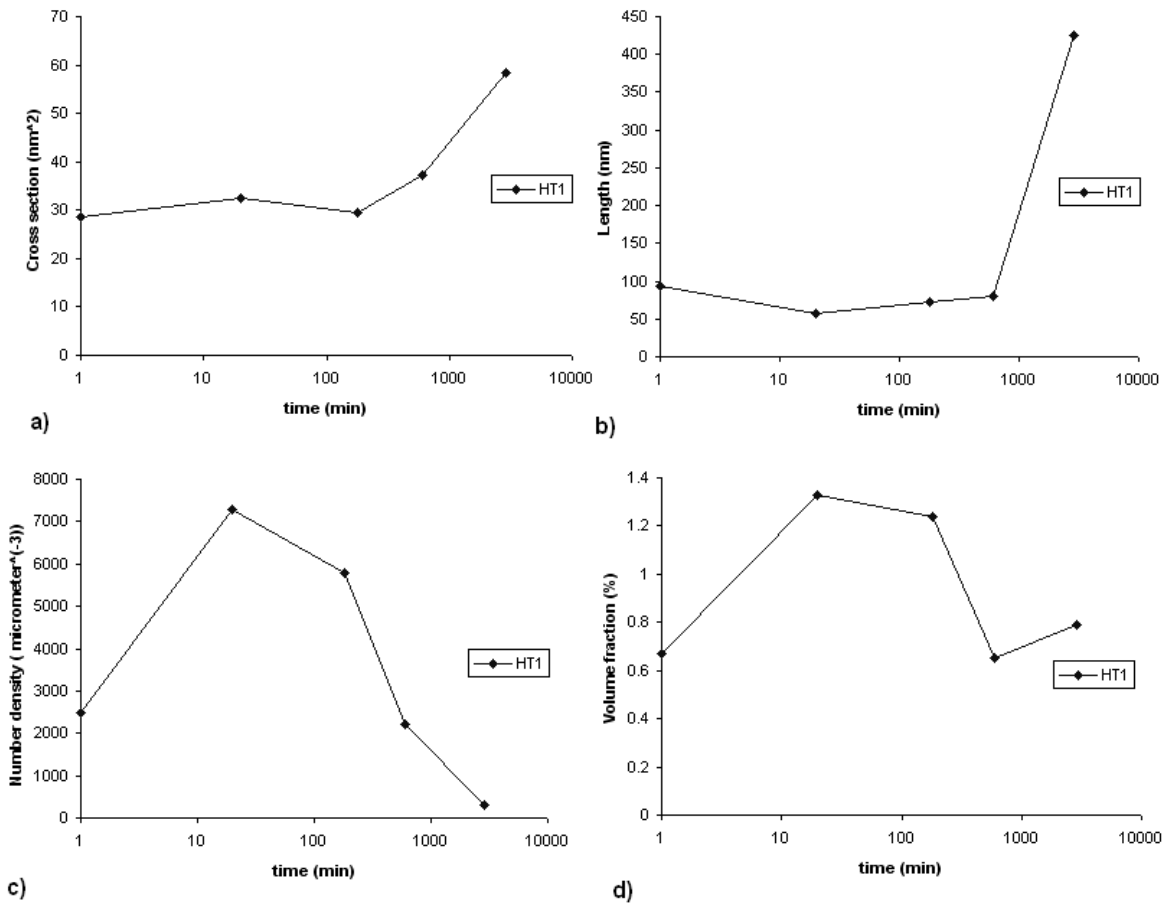 70
60
50
40
30
20
10
0
1 10 100 1000 10000
Cross section (nm^2)
time (min)
HT1
a)
450
400
350
300
250
200
150
100
50
0
1 10 100 1000 10000
Length (nm)
time (min)
HT1
b)
8000
7000
6000
5000
4000
3000
2000
1000
0
1 10 100 1000 10000
Number density ( micrometer^(-3))
time (min)
HT1
c)
1.4
1.2
1
0.8
0.6
0.4
0.2
0
1 10 100 1000 10000
Volume fraction (%)
time (min)
HT1
d)